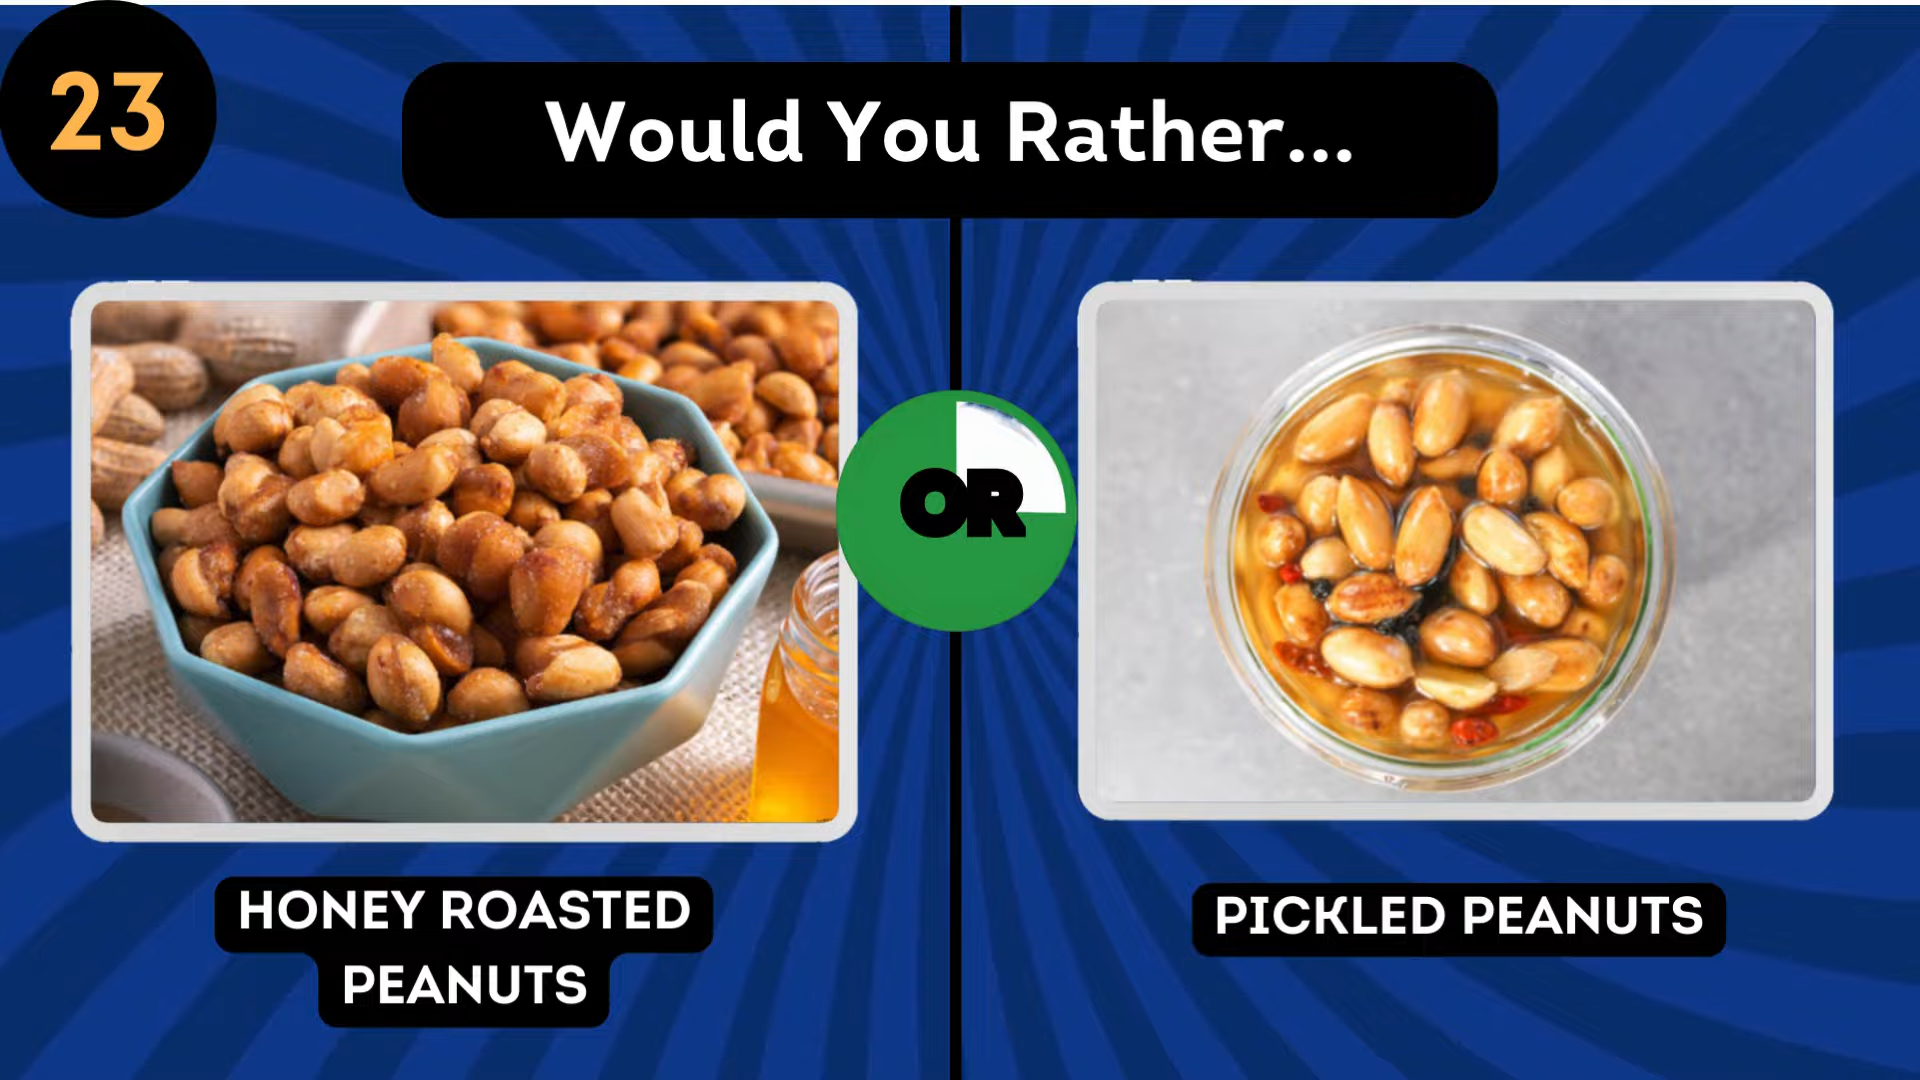 23
Would You Rather...
OR
HONEY ROASTED
PEANUTS
PICKLED PEANUTS